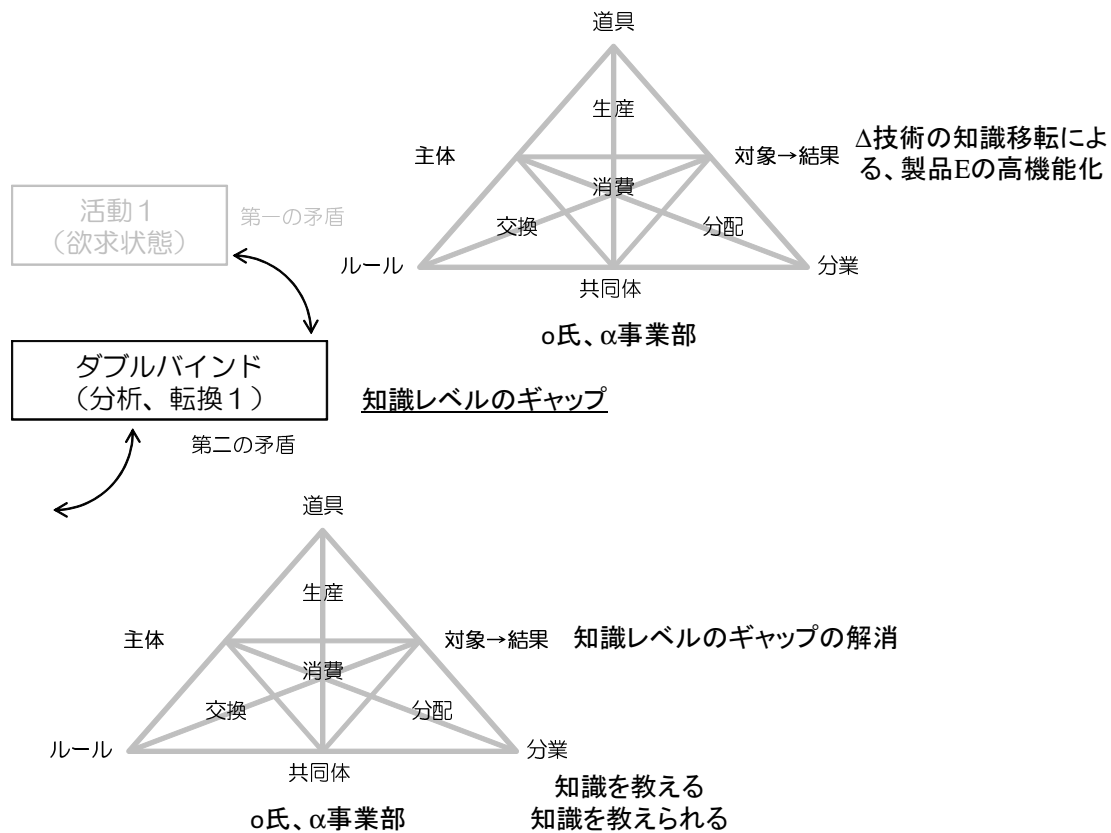 道具
生産
主体
対象→結果
Δ技術の知識移転によ
る、製品Eの高機能化
消費
交換
分配
ルール
分業
共同体
o氏、α事業部
活動１
（欲求状態）
第一の矛盾
ダブルバインド
（分析、転換１）
知識レベルのギャップ
第二の矛盾
道具
生産
主体
対象→結果
知識レベルのギャップの解消
消費
交換
分配
ルール
分業
共同体
o氏、α事業部
知識を教える
知識を教えられる